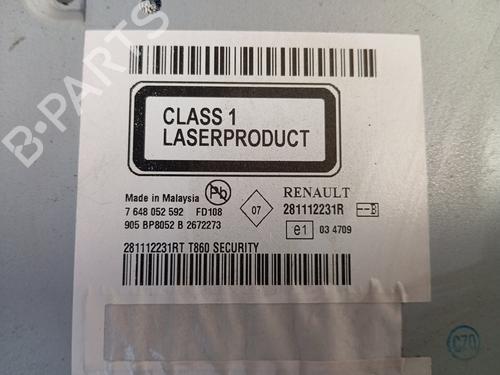 B-PARTS
CLASS 1
LASERPRODUCT
Made in Malaysia
7 648 052 592 FD108
905 BP8052 B 2672273
Pb
07
RENAULT
281112231R --B
e1 03 4709
281112231RT T860 SECURITY
C70